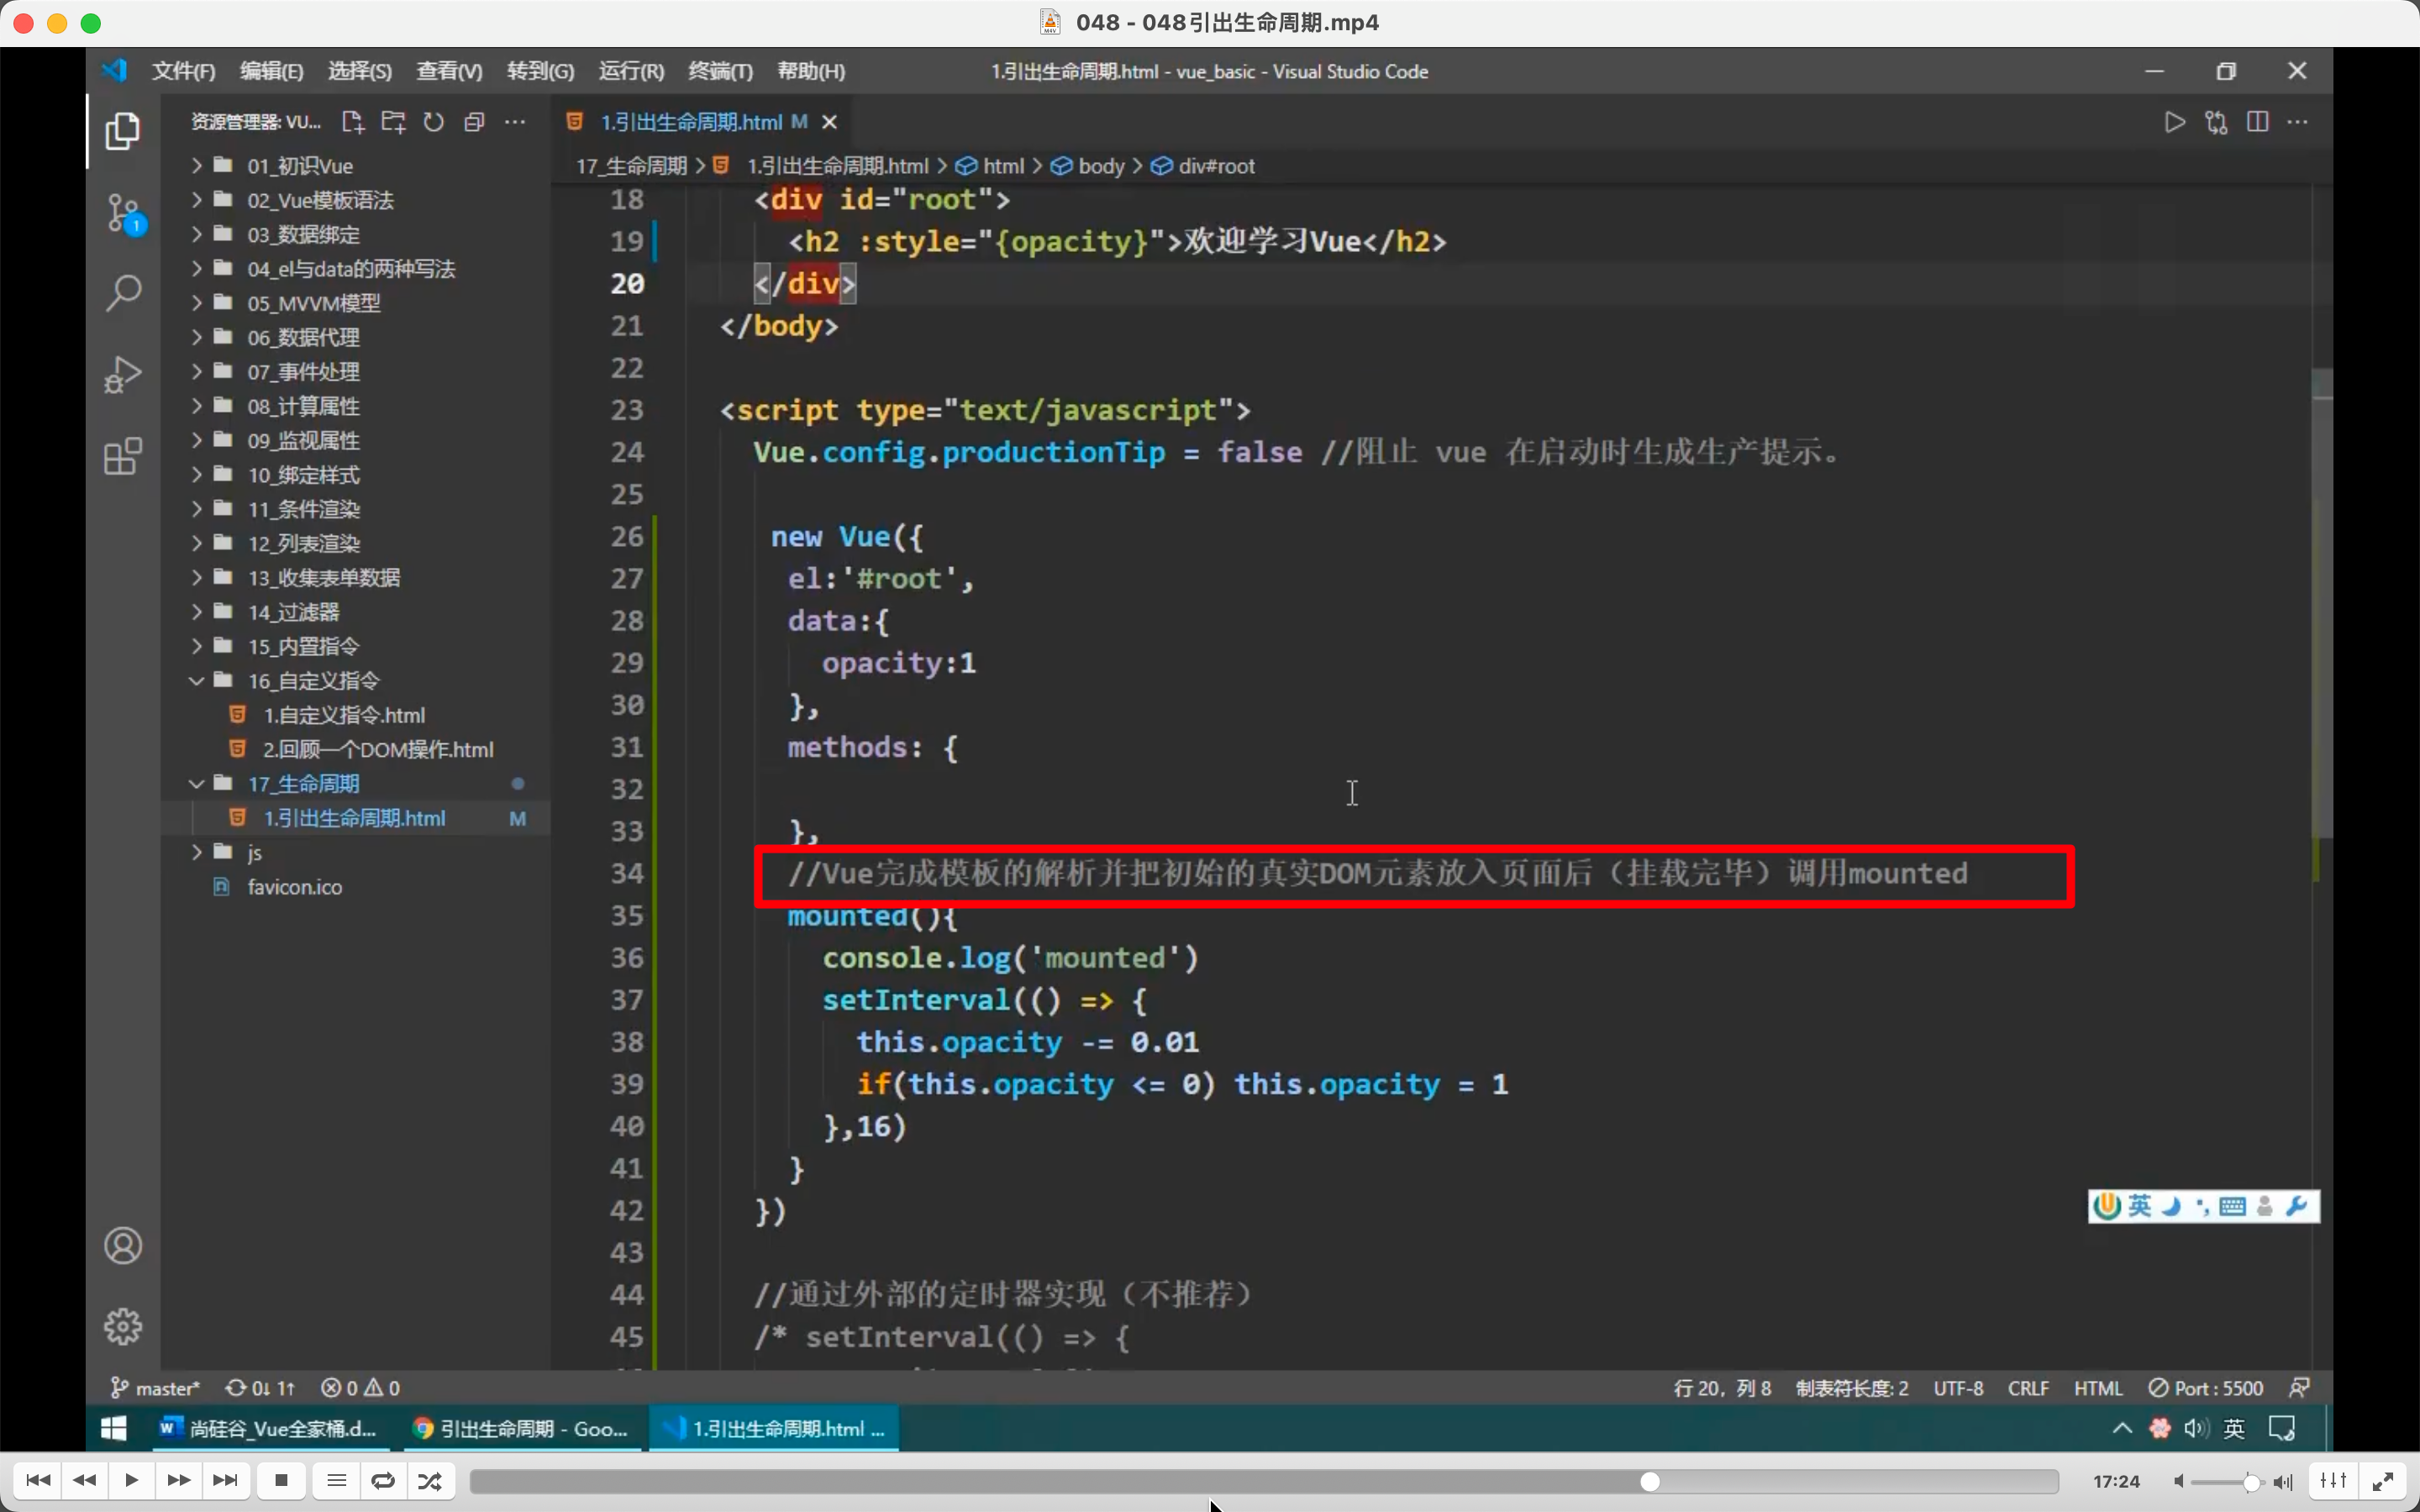 048 - 048引出生命周期.mp4
文件(F) 编辑(E) 选择(S) 查看(V) 转到(G) 运行(R) 终端(T) 帮助(H)
1.引出生命周期.html - vue_basic - Visual Studio Code
资源管理器: VU...
1.引出生命周期.html M
17_生命周期 > 1.引出生命周期.html > html > body > div#root
1
01_初识Vue
02_Vue模板语法
03_数据绑定
04_el与data的两种写法
05_MVVM模型
06_数据代理
07_事件处理
08_计算属性
09_监视属性
10_绑定样式
11_条件渲染
12_列表渲染
13_收集表单数据
14_过滤器
15_内置指令
16_自定义指令
1.自定义指令.html
2.回顾一个DOM操作.html
17_生命周期
1.引出生命周期.html M
js
favicon.ico
18 <div id="root">
19 <h2 :style="{opacity}">欢迎学习Vue</h2>
20 </div>
21 </body>
22
23 <script type="text/javascript">
24 Vue.config.productionTip = false //阻止 vue 在启动时生成生产提示。
25
26 new Vue({
27 el:'#root',
28 data:{
29 opacity:1
30 },
31 methods: {
32
33 },
34 //Vue完成模板的解析并把初始的真实DOM元素放入页面后（挂载完毕）调用mounted
35 mounted(){
36 console.log('mounted')
37 setInterval(() => {
38 this.opacity -= 0.01
39 if(this.opacity <= 0) this.opacity = 1
40 },16)
41 }
42 })
43
44 //通过外部的定时器实现（不推荐）
45 /* setInterval(() => {
英
master* 0↓ 1↑ 0 0
行 20，列 8 制表符长度: 2 UTF-8 CRLF HTML Port : 5500
尚硅谷_Vue全家桶.d...
引出生命周期 - Goo...
1.引出生命周期.html ...
英
17:24